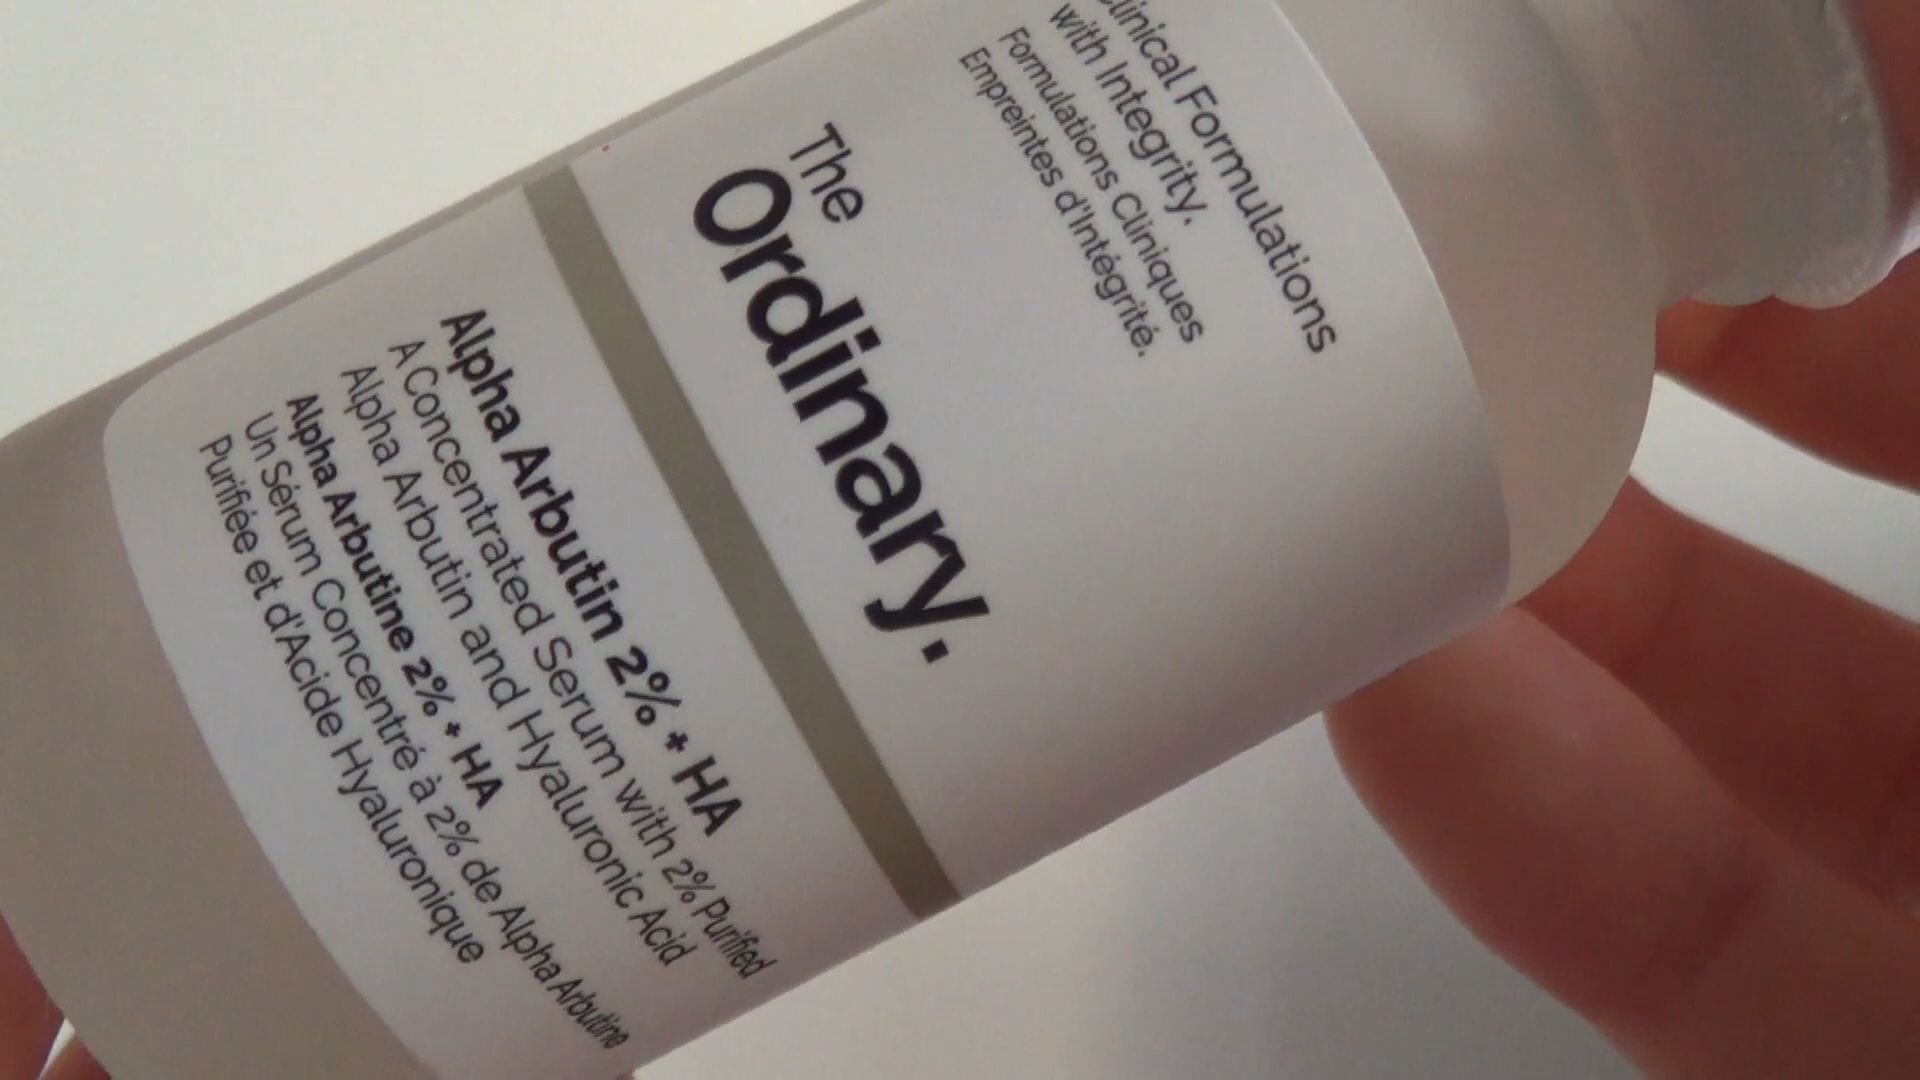 Clinical Formulations
with Integrity.
Formulations Cliniques
Empreintes d'Intégrité.
The
Ordinary.
Alpha Arbutin 2% + HA
A Concentrated Serum with 2% Purified
Alpha Arbutin and Hyaluronic Acid
Alpha Arbutine 2% + HA
Un Sérum Concentré à 2% de Alpha Arbutine
Purifiée et d'Acide Hyaluronique